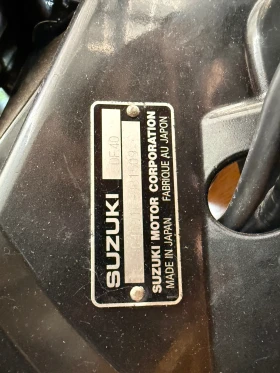 SUZUKI
SUZUKI MOTOR CORPORATION
MADE IN JAPAN FABRIQUE AU JAPON